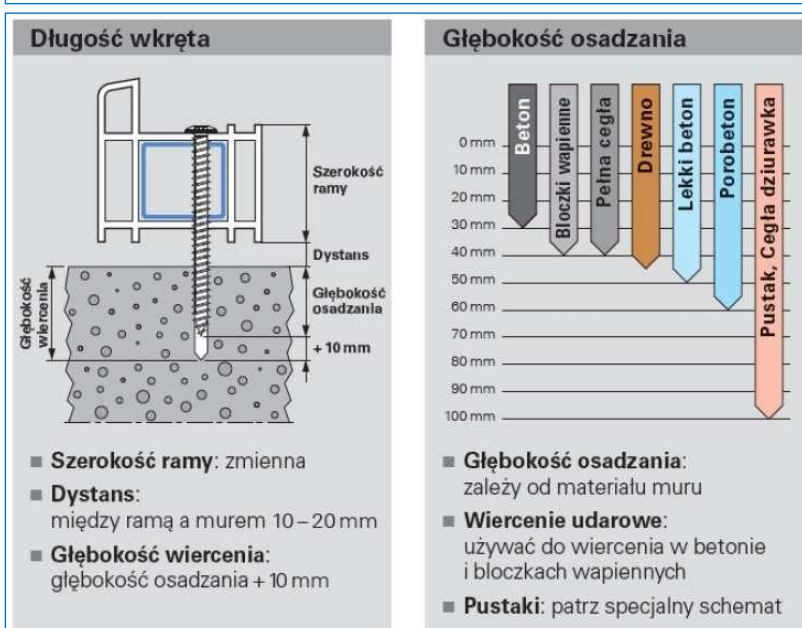 Długość wkręta
Szerokość
ramy
Dystans
Głębokość
osadzania
+ 10 mm
Głębokość
wiercenia
■ Szerokość ramy: zmienna
■ Dystans:
między ramą a murem 10 – 20 mm
■ Głębokość wiercenia:
głębokość osadzania + 10 mm
Głębokość osadzania
Beton
Bloczki wapienne
Pełna cegła
Drewno
Lekki beton
Porobeton
Pustak, Cegła dziurawka
0 mm
10 mm
20 mm
30 mm
40 mm
50 mm
60 mm
70 mm
80 mm
90 mm
100 mm
■ Głębokość osadzania:
zależy od materiału muru
■ Wiercenie udarowe:
używać do wiercenia w betonie
i bloczkach wapiennych
■ Pustaki: patrz specjalny schemat